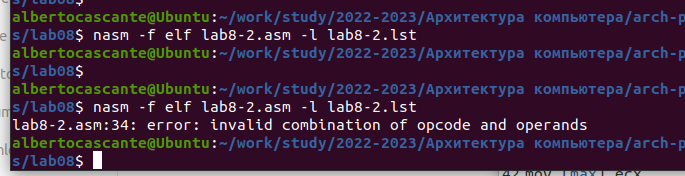 s/lab08$
albertocascante@Ubuntu:~/work/study/2022-2023/Архитектура компьютера/arch-p
s/lab08$ nasm -f elf lab8-2.asm -l lab8-2.lst
albertocascante@Ubuntu:~/work/study/2022-2023/Архитектура компьютера/arch-p
s/lab08$
albertocascante@Ubuntu:~/work/study/2022-2023/Архитектура компьютера/arch-p
s/lab08$ nasm -f elf lab8-2.asm -l lab8-2.lst
lab8-2.asm:34: error: invalid combination of opcode and operands
albertocascante@Ubuntu:~/work/study/2022-2023/Архитектура компьютера/arch-p
s/lab08$